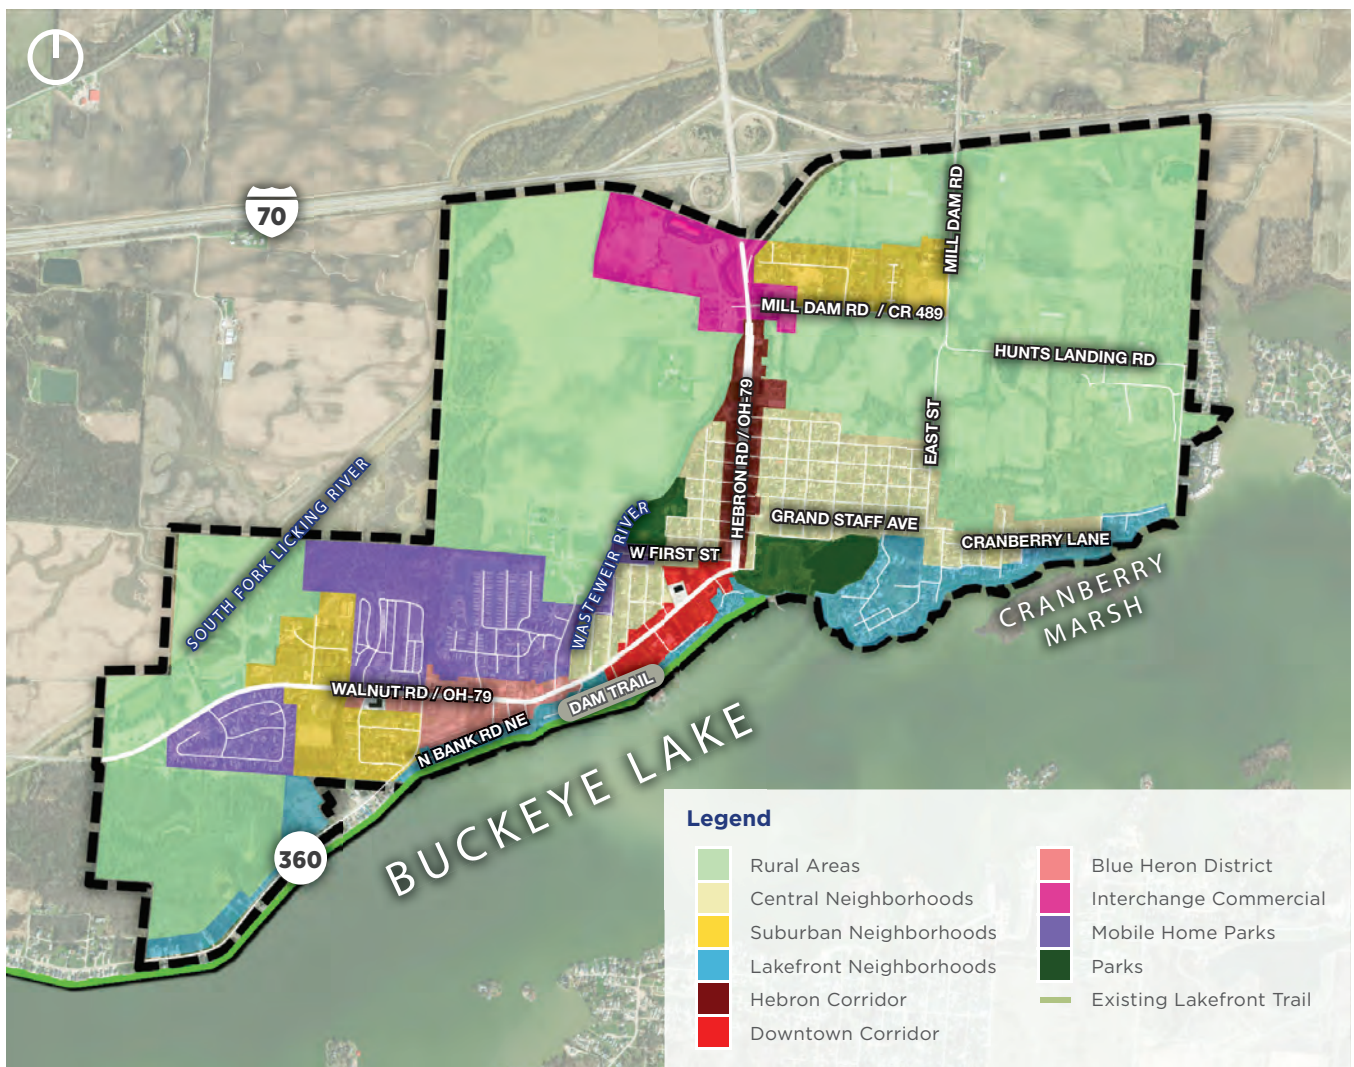 70
MILL DAM RD
MILL DAM RD / CR 489
HUNTS LANDING RD
HEBRON RD / OH-79
EAST ST
SOUTH FORK LICKING RIVER
WASTEWEIR RIVER
GRAND STAFF AVE
W FIRST ST
CRANBERRY LANE
CRANBERRY
MARSH
WALNUT RD / OH-79
DAM TRAIL
N BANK RD NE
BUCKEYE LAKE
360
Legend
Rural Areas
Central Neighborhoods
Suburban Neighborhoods
Lakefront Neighborhoods
Hebron Corridor
Downtown Corridor
Blue Heron District
Interchange Commercial
Mobile Home Parks
Parks
Existing Lakefront Trail